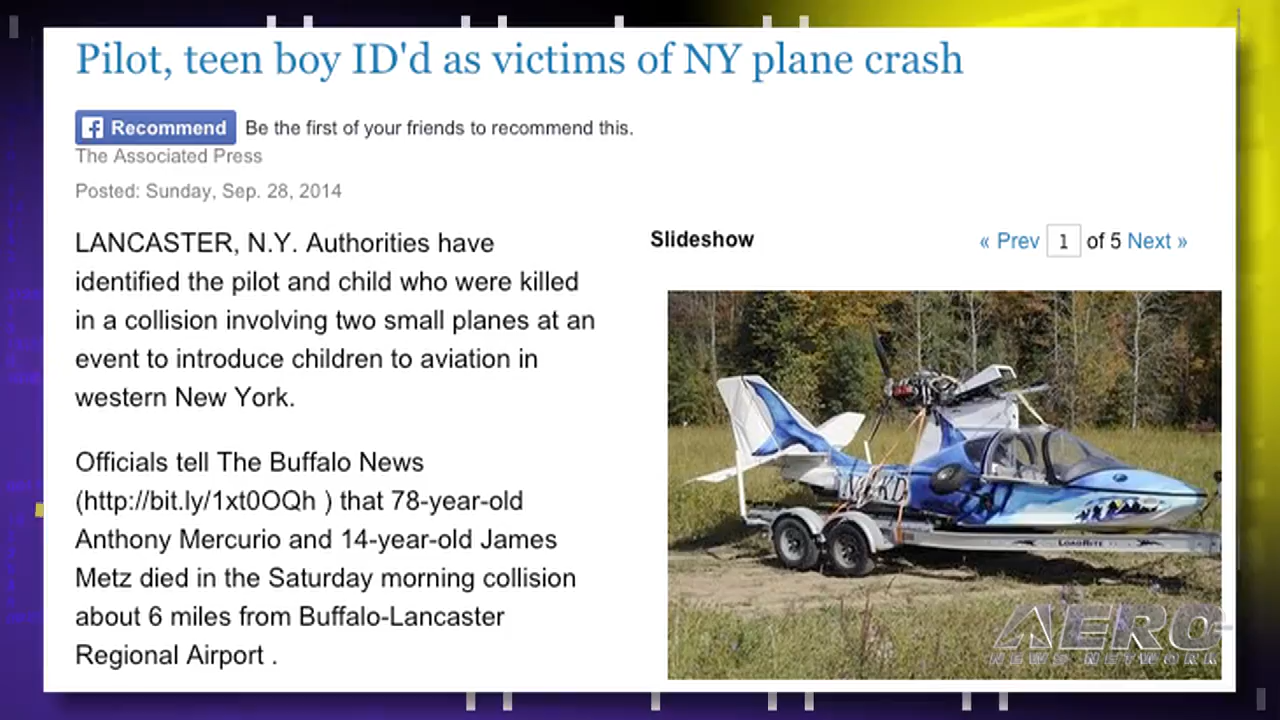 Pilot, teen boy ID'd as victims of NY plane crash
Recommend Be the first of your friends to recommend this.
The Associated Press
Posted: Sunday, Sep. 28, 2014
LANCASTER, N.Y. Authorities have
identified the pilot and child who were killed
in a collision involving two small planes at an
event to introduce children to aviation in
western New York.
Officials tell The Buffalo News
(http://bit.ly/1xt0OQh ) that 78-year-old
Anthony Mercurio and 14-year-old James
Metz died in the Saturday morning collision
about 6 miles from Buffalo-Lancaster
Regional Airport .
Slideshow
« Prev 1 of 5 Next »
LOADRITE
AERO
NEWS NETWORK